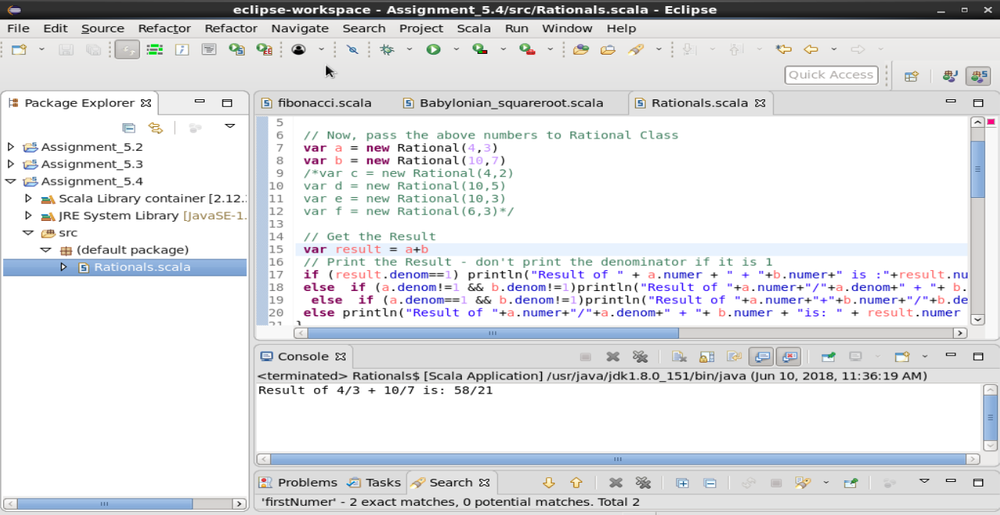 eclipse-workspace - Assignment_5.4/src/Rationals.scala - Eclipse
File Edit Source Refactor Refactor Navigate Search Project Scala Run Window Help
Quick Access
Package Explorer
Assignment_5.2
Assignment_5.3
Assignment_5.4
Scala Library container [2.12.
JRE System Library [JavaSE-1.
src
(default package)
Rationals.scala
fibonacci.scala Babylonian_squareroot.scala Rationals.scala
5
6 // Now, pass the above numbers to Rational Class
7 var a = new Rational(4,3)
8 var b = new Rational(10,7)
9 /*var c = new Rational(4,2)
10 var d = new Rational(10,5)
11 var e = new Rational(10,3)
12 var f = new Rational(6,3)*/
13
14 // Get the Result
15 var result = a+b
16 // Print the Result - don't print the denominator if it is 1
17 if (result.denom==1) println("Result of " + a.numer + " + "+b.numer+" is :"+result.nu
18 else  if (a.denom!=1 && b.denom!=1)println("Result of "+a.numer+"/"+a.denom+" + "+ b.
19  else  if (a.denom==1 && b.denom!=1)println("Result of "+a.numer+"+"+b.numer+"/"+b.de
20 else println("Result of "+a.numer+"/"+a.denom+" + "+ b.numer + "is: " + result.numer
21 }
Console
<terminated> Rationals$ [Scala Application] /usr/java/jdk1.8.0_151/bin/java (Jun 10, 2018, 11:36:19 AM)
Result of 4/3 + 10/7 is: 58/21
Problems Tasks Search
'firstNumer' - 2 exact matches, 0 potential matches. Total 2